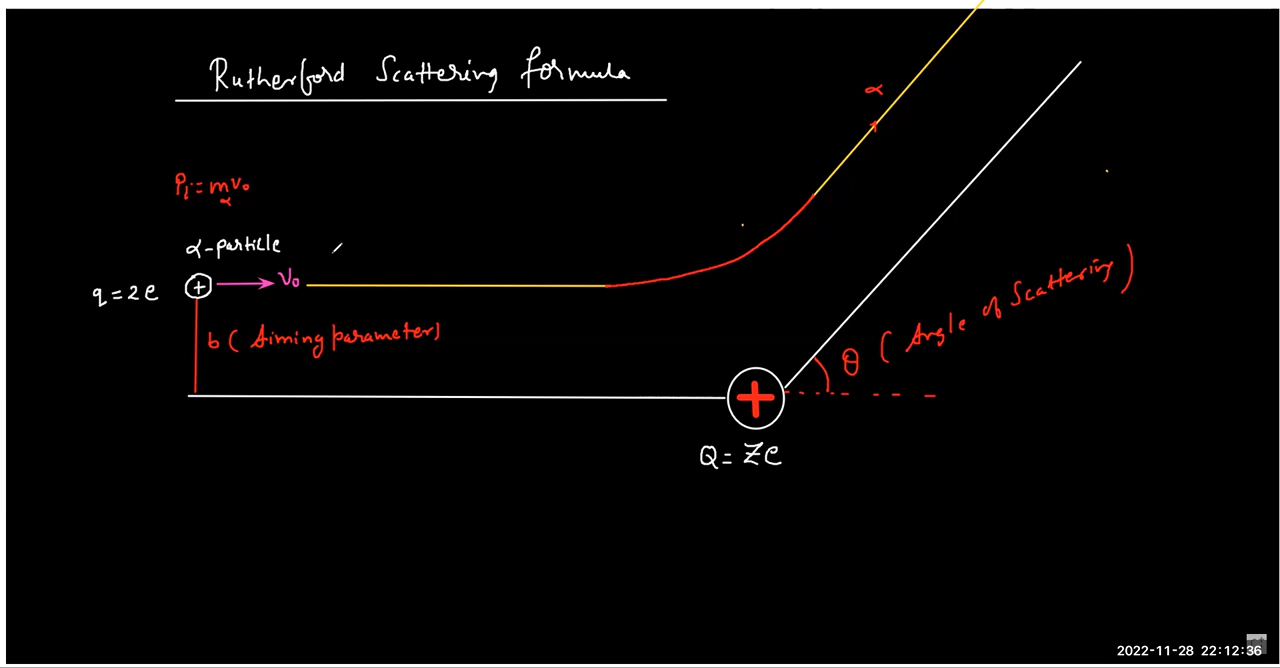 Rutherford Scattering formula
α
Pi = mαv₀
α-particle
q = 2e
+
v₀
b (Aiming parameter)
θ (Angle of Scattering)
+
Q = Ze
2022-11-28 22:12:36